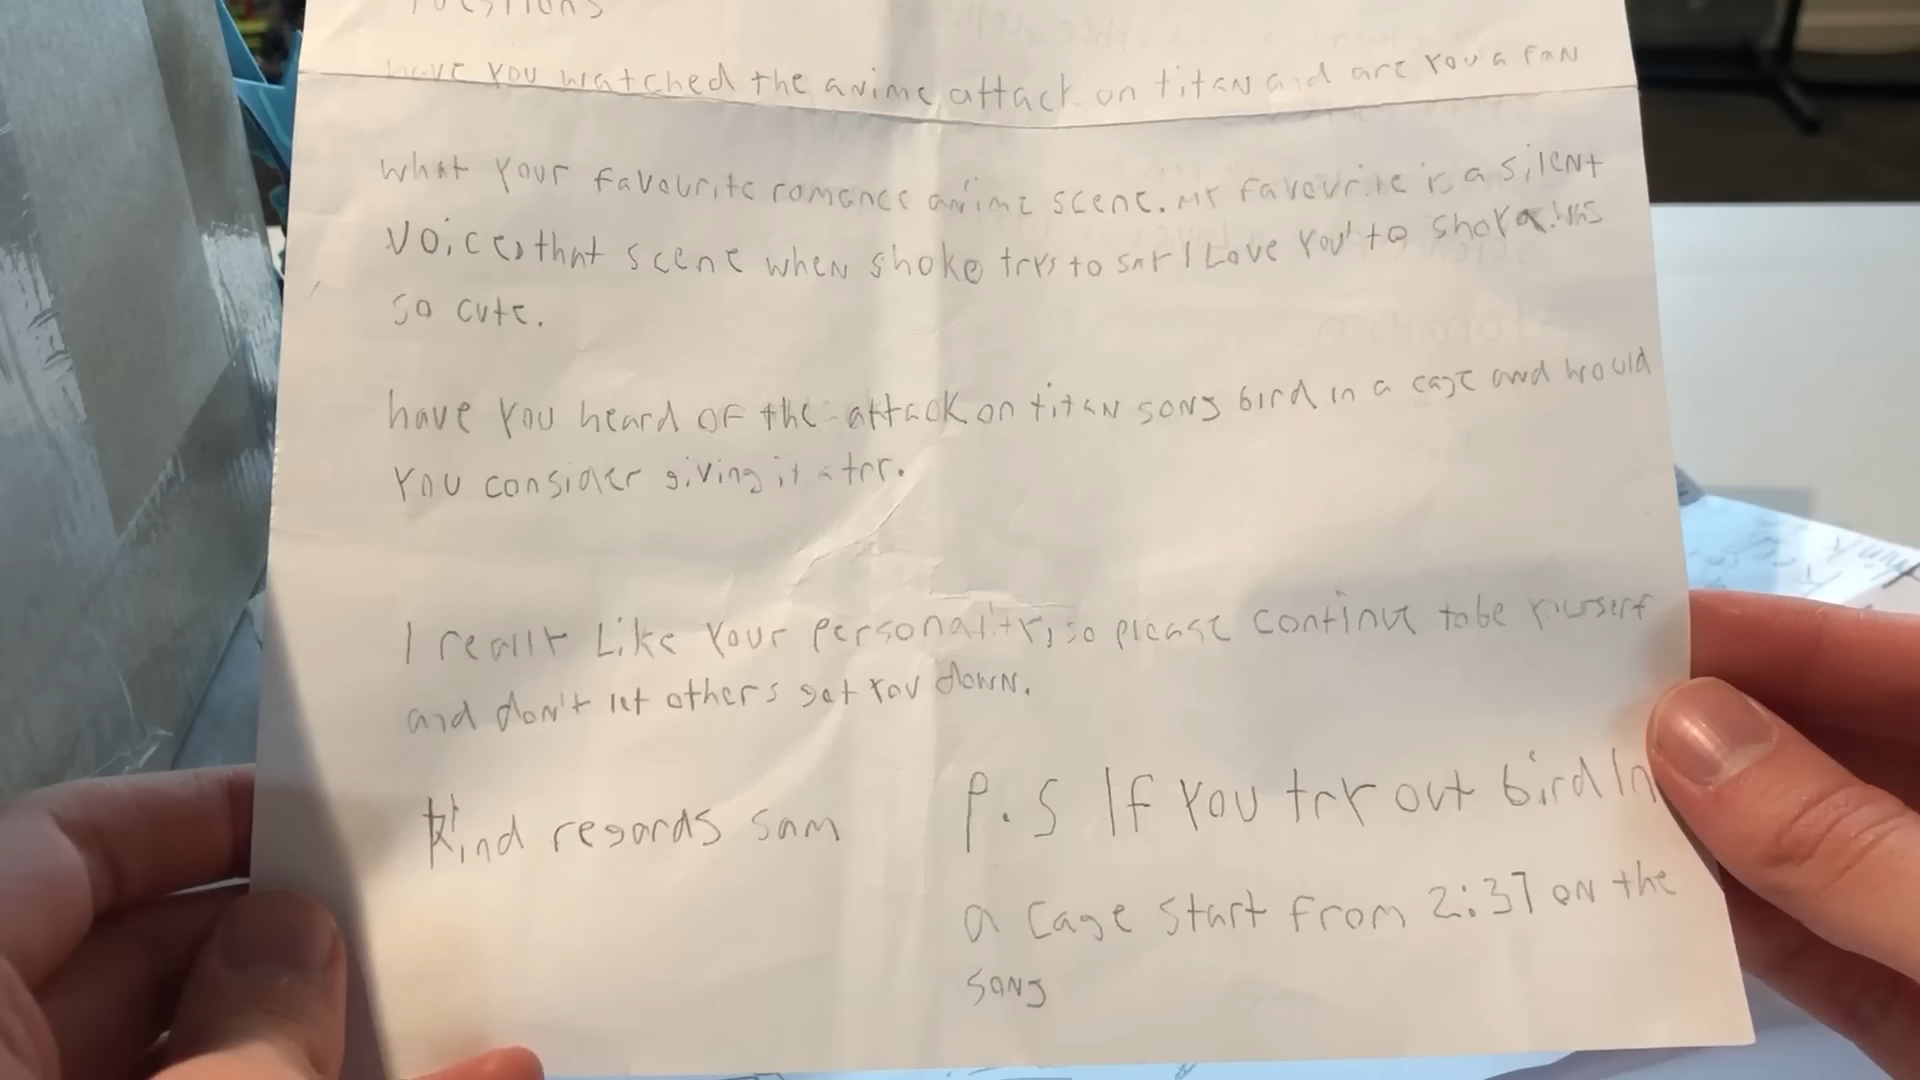 have you watched the anime attack on titan and are you a fan
what your favourite romance anime scene. my favourite is a silent
voice, that scene when shoko trys to say I Love You' to shoya. was
so cute.
have you heard of the attack on titan song bird in a cage and would
you consider giving it a try.
I really Like your personality, so please continue to be yourself
and don't let others get you down.
kind regards sam
P.S If you try out bird In
a cage start from 2:37 on the
song